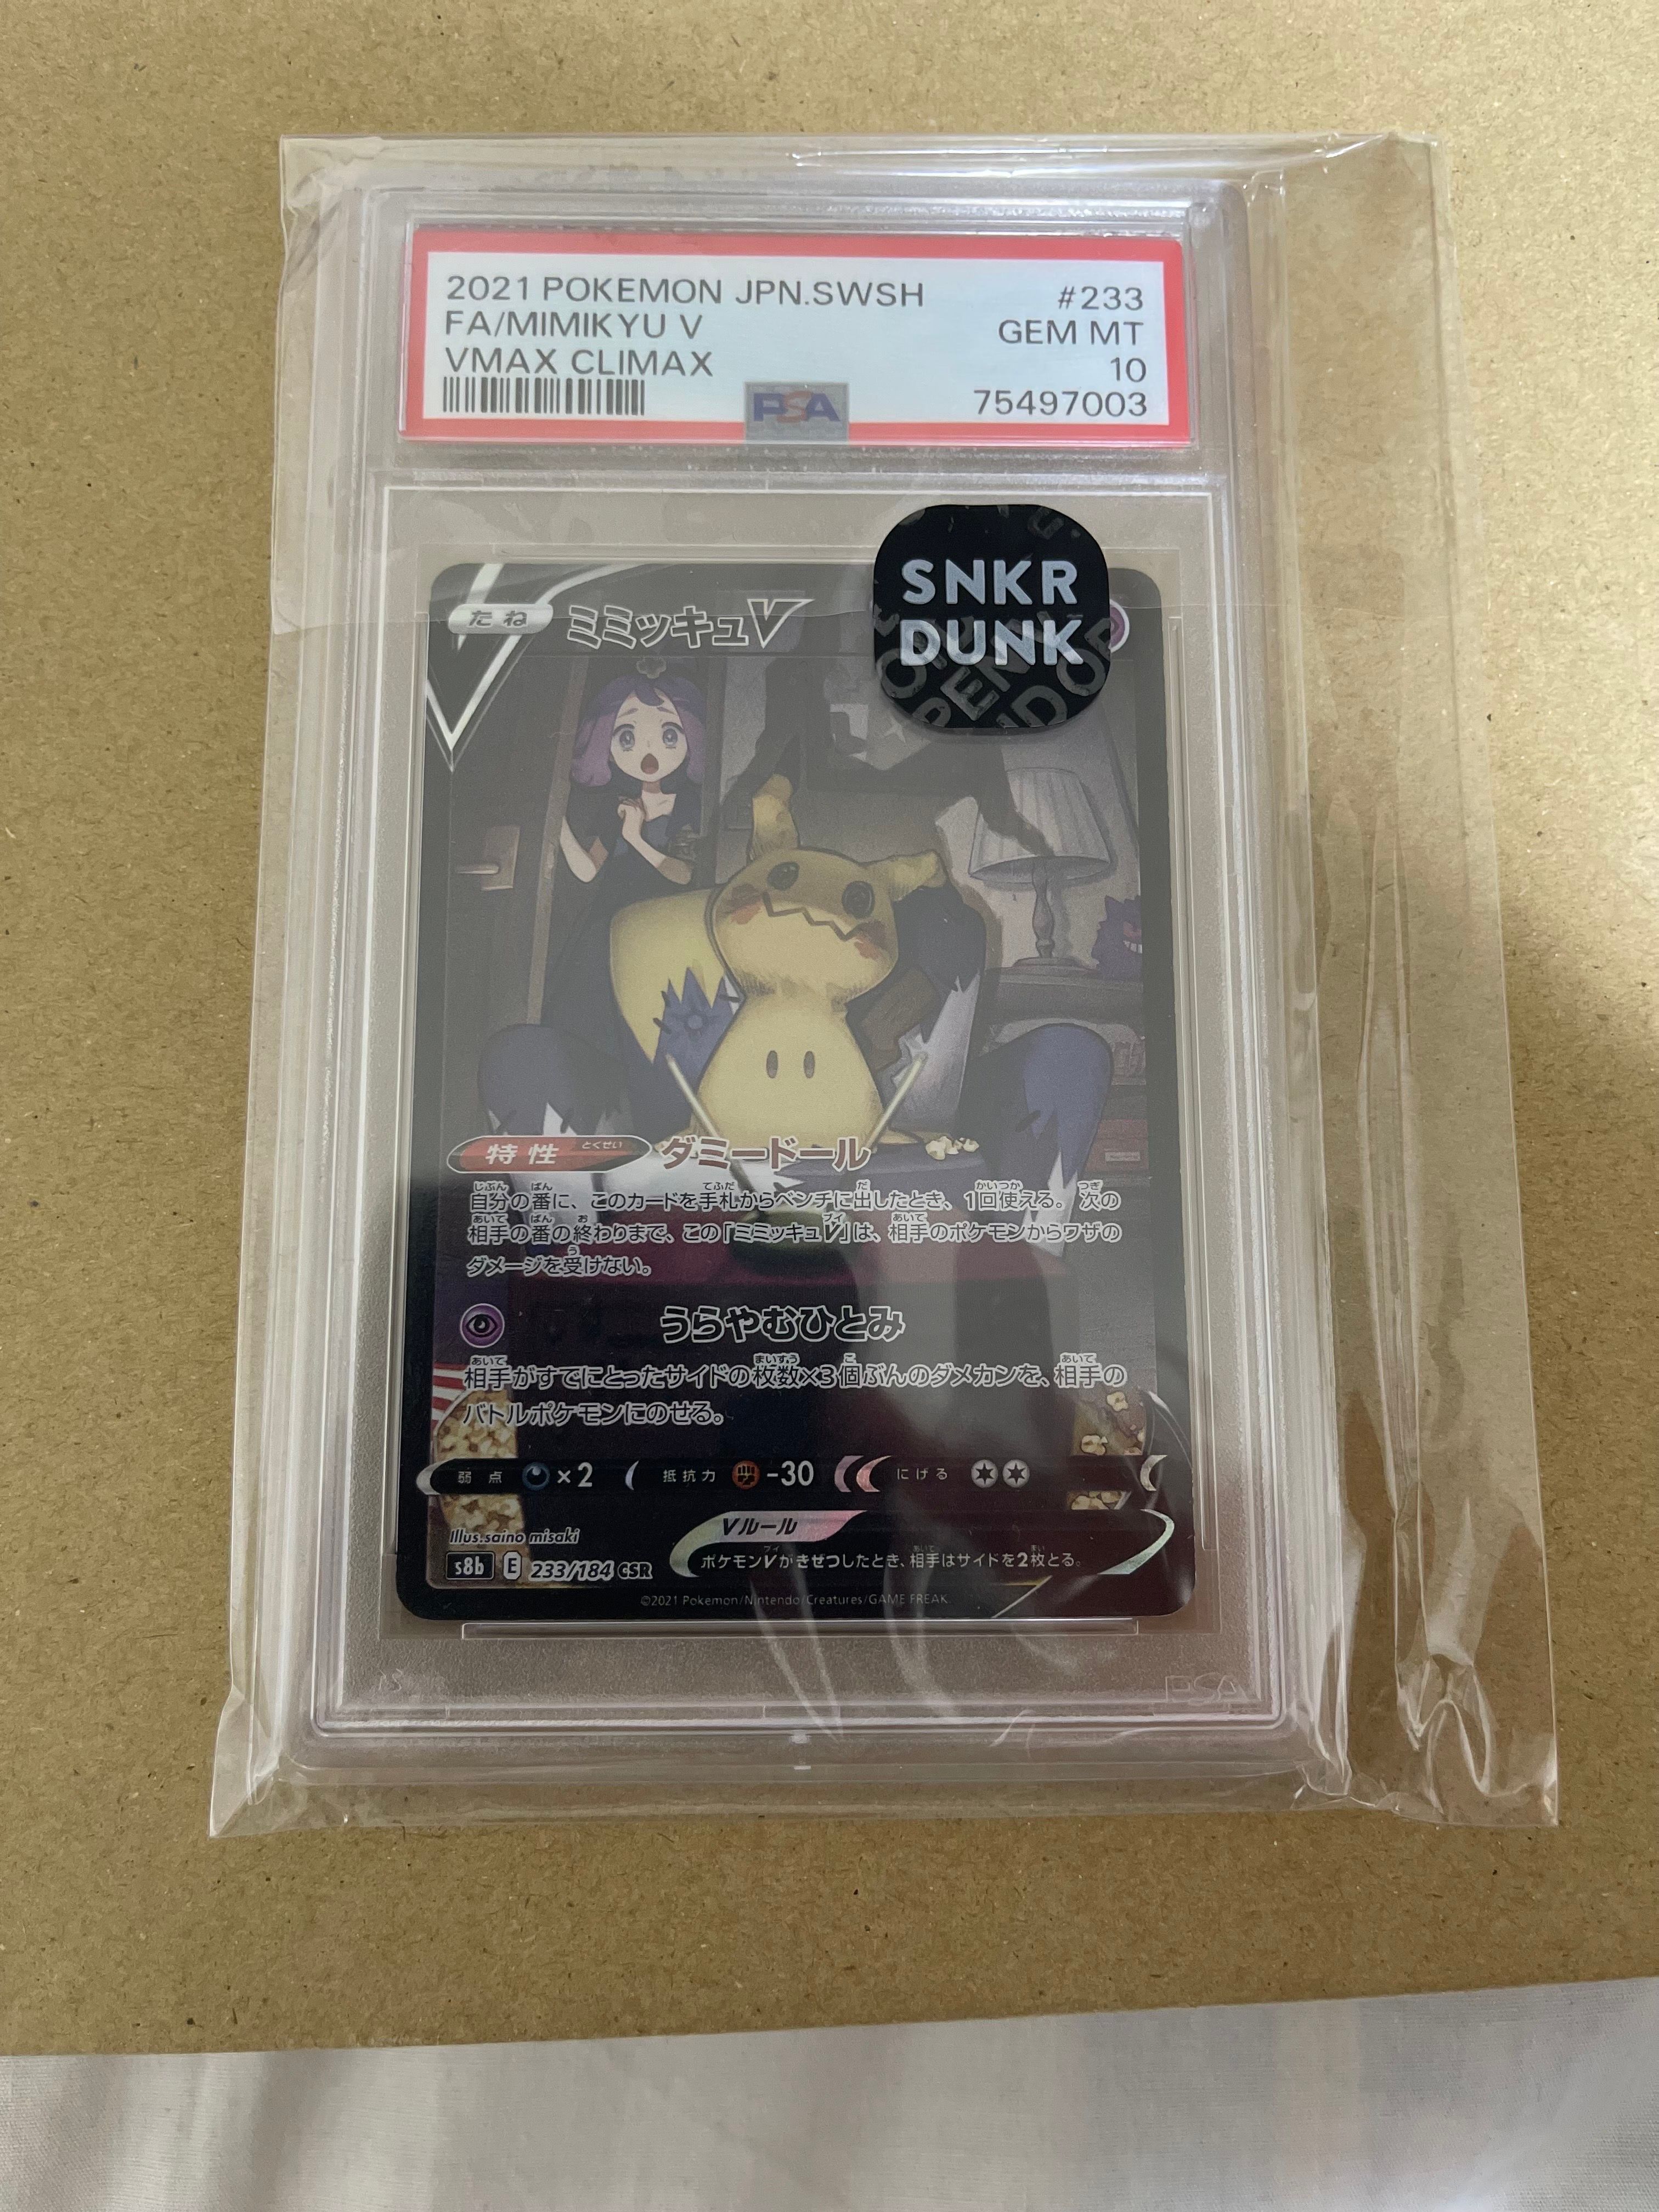 2021 POKEMON JPN.SWSH #233
FA/MIMIKYU V GEM MT
VMAX CLIMAX 10
PSA 75497003
SNKR
DUNK
たね ミミッキュV
特性 とくせい ダミードール
自分の番に、このカードを手札からベンチに出したとき、1回使える。次の
相手の番の終わりまで、この「ミミッキュV」は、相手のポケモンからワザの
ダメージを受けない。
うらやむひとみ
相手がすでにとったサイドの枚数×3個ぶんのダメカンを、相手の
バトルポケモンにのせる。
弱点 ×2 抵抗力 -30 にげる
Illus. saino misaki
Vルール
ポケモンVがきぜつしたとき、相手はサイドを2枚とる。
s8b E 233/184 CSR
©2021 Pokémon/Nintendo/Creatures/GAME FREAK
PSA